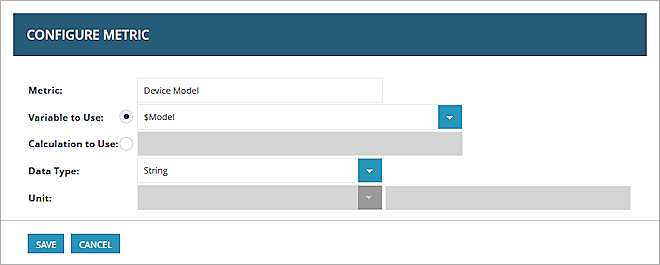 CONFIGURE METRIC
Metric: Device Model
Variable to Use: $Model
Calculation to Use:
Data Type: String
Unit:
SAVE CANCEL